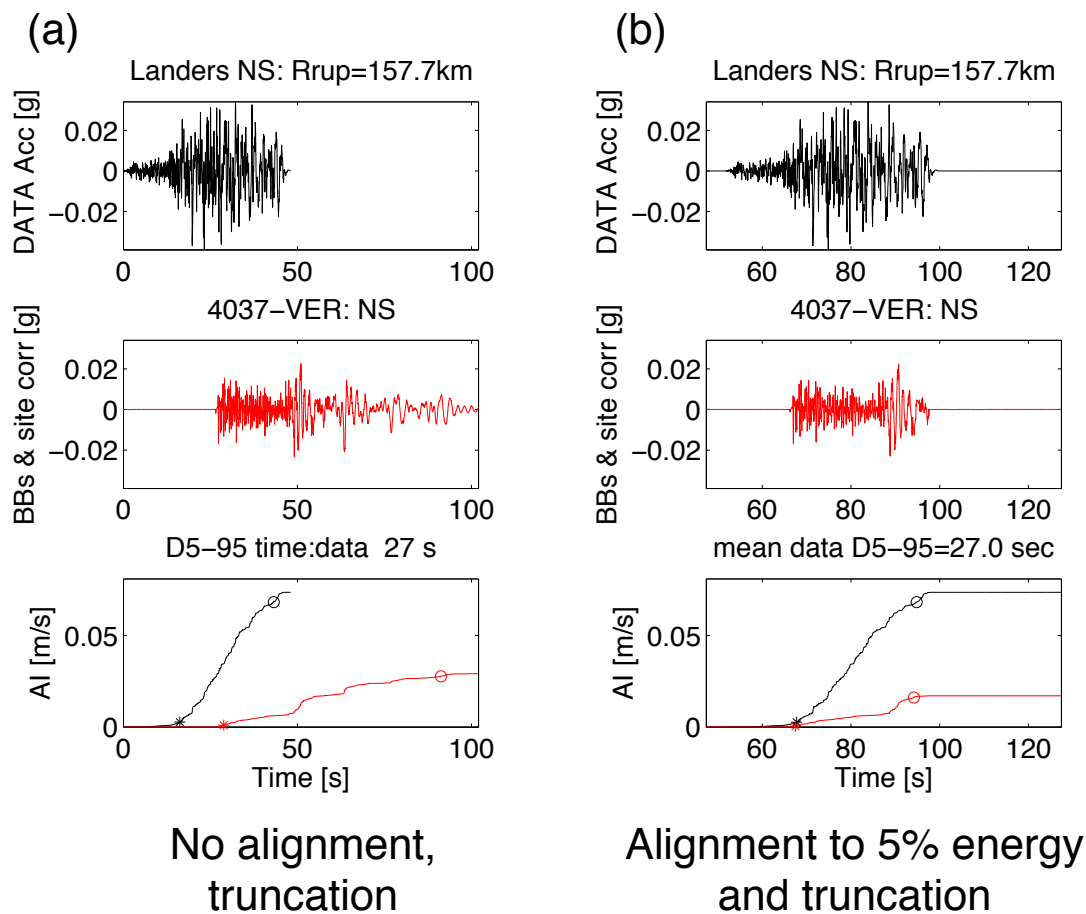 (a)
Landers NS: Rrup=157.7km
DATA Acc [g]
0.02
0
−0.02
0
50
100
4037−VER: NS
BBs & site corr [g]
0.02
0
−0.02
0
50
100
D5−95 time:data  27 s
AI [m/s]
0.05
0
0
50
100
Time [s]
No alignment,
truncation
(b)
Landers NS: Rrup=157.7km
DATA Acc [g]
0.02
0
−0.02
60
80
100
120
4037−VER: NS
BBs & site corr [g]
0.02
0
−0.02
60
80
100
120
mean data D5−95=27.0 sec
AI [m/s]
0.05
0
60
80
100
120
Time [s]
Alignment to 5% energy
and truncation